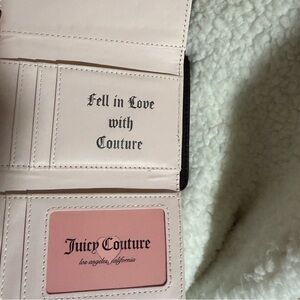 Fell in Love
with
Couture
Juicy Couture
los angeles, california